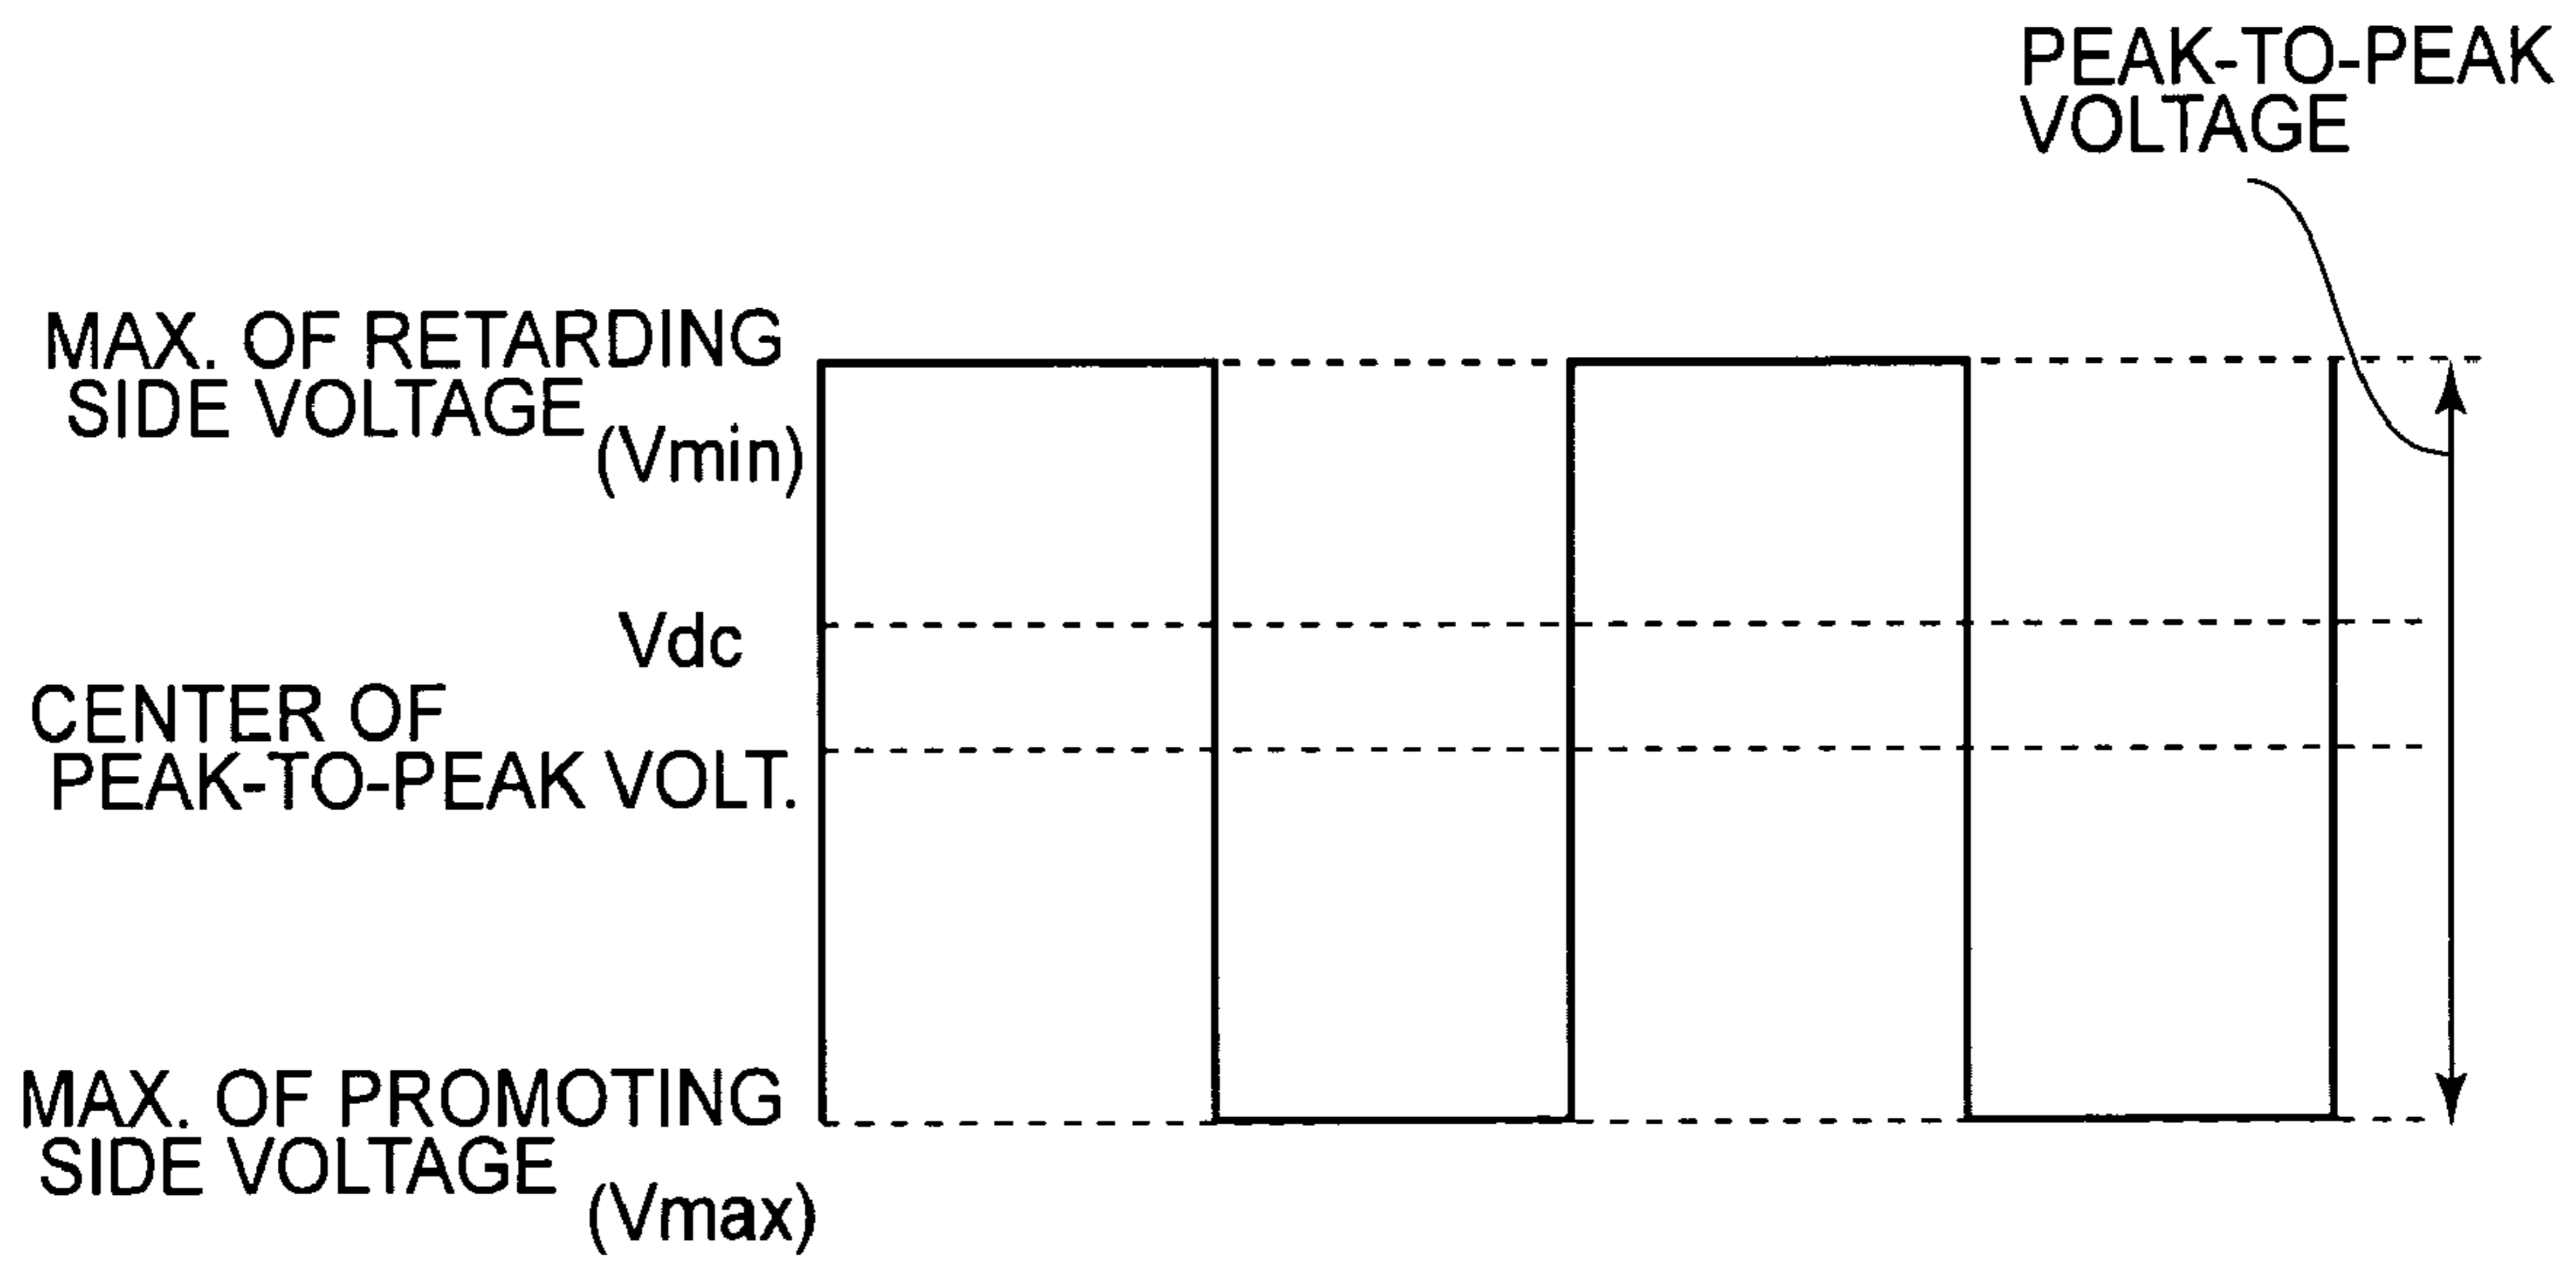 PEAK-TO-PEAK
VOLTAGE
MAX. OF RETARDING
SIDE VOLTAGE
(Vmin)
Vdc
CENTER OF
PEAK-TO-PEAK VOLT.
MAX. OF PROMOTING
SIDE VOLTAGE
(Vmax)